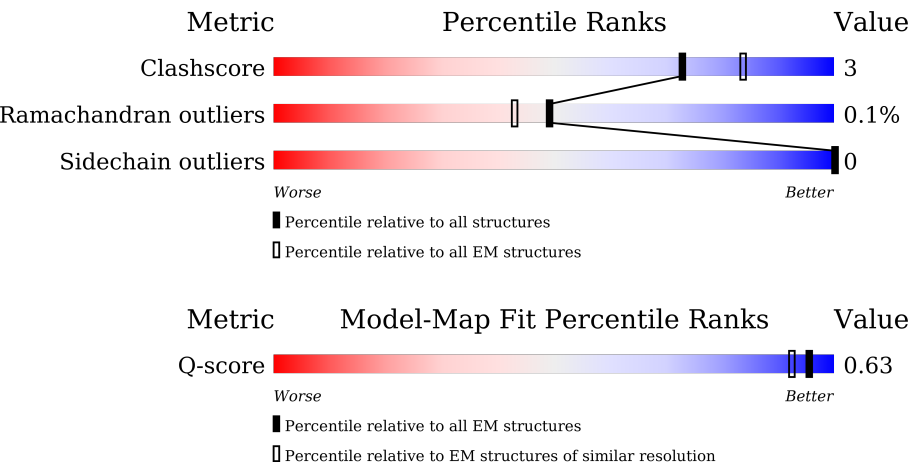 Metric Percentile Ranks Value
Clashscore 3
Ramachandran outliers 0.1%
Sidechain outliers 0
Worse Better
Percentile relative to all structures
Percentile relative to all EM structures
Metric Model-Map Fit Percentile Ranks Value
Q-score 0.63
Worse Better
Percentile relative to all EM structures
Percentile relative to EM structures of similar resolution